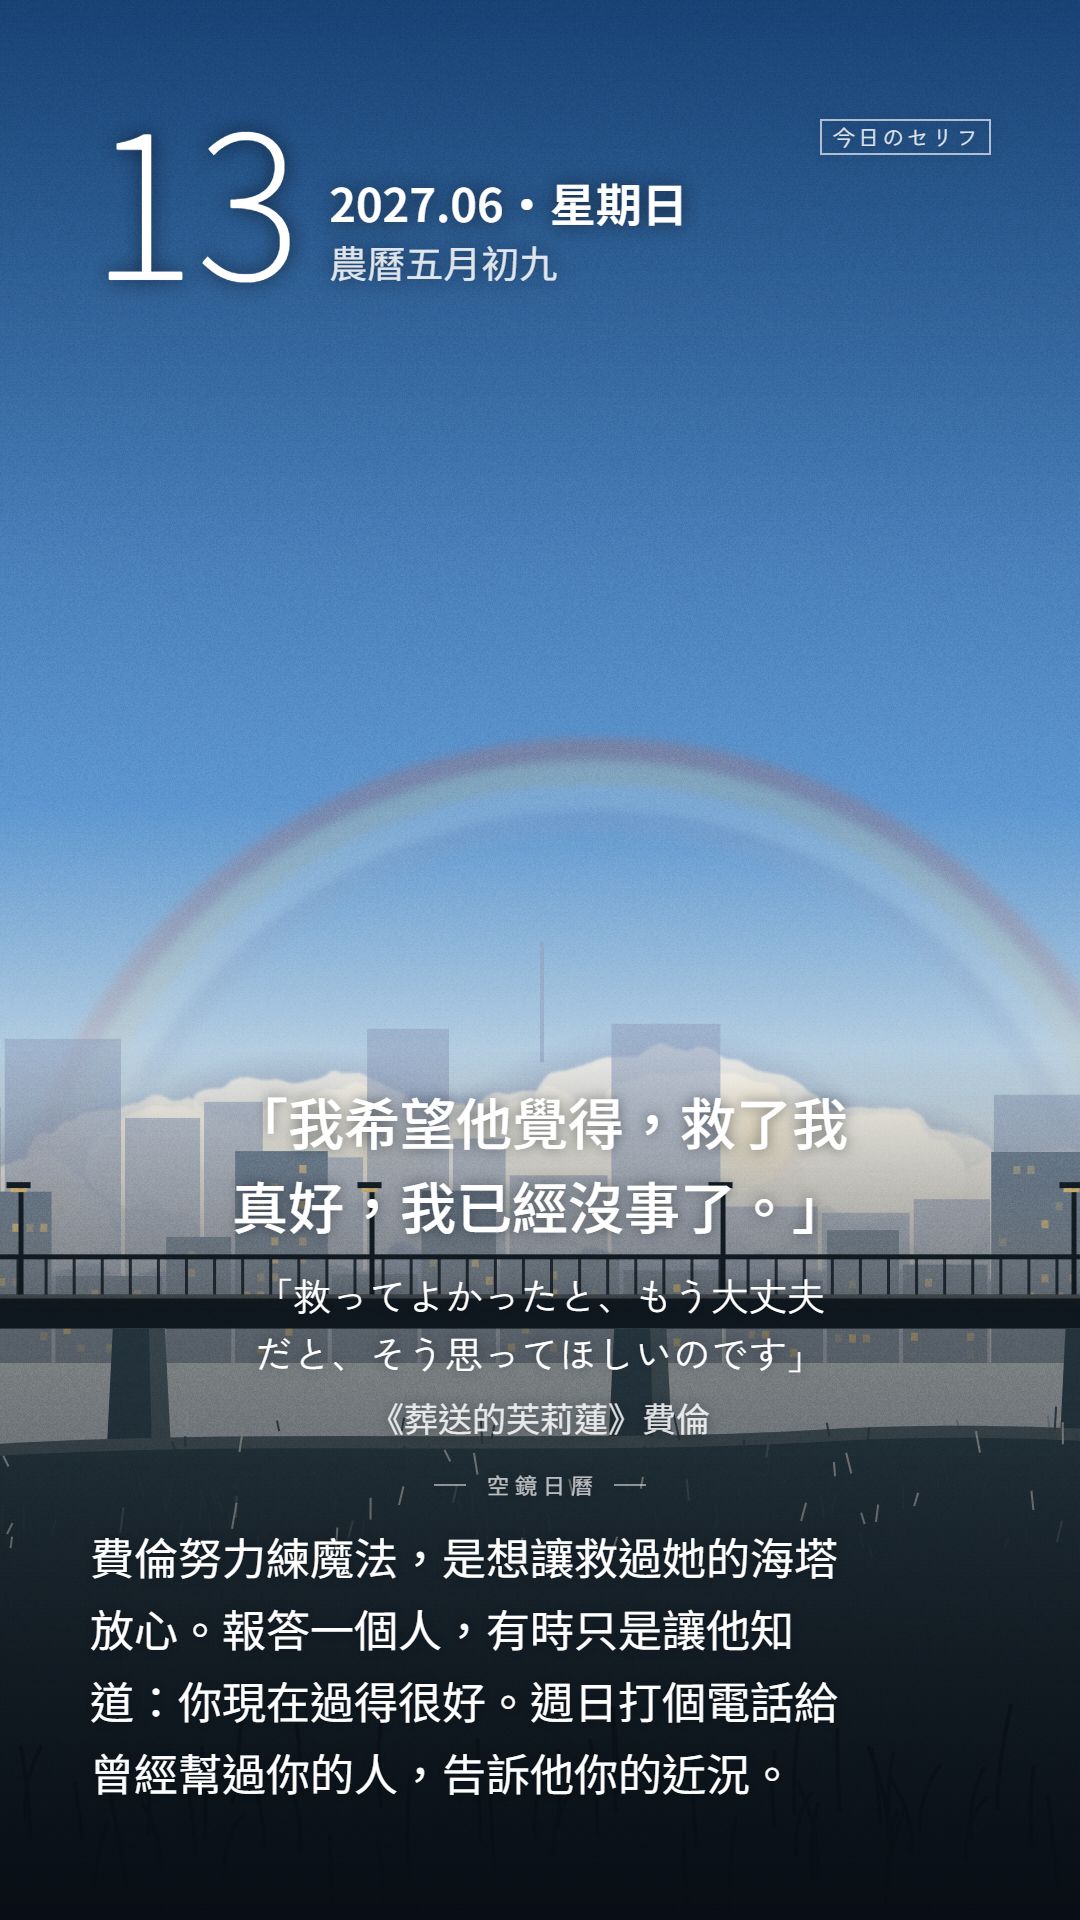 13
今日のセリフ
2027.06・星期日
農曆五月初九
「我希望他覺得，救了我
真好，我已經沒事了。」
「救ってよかったと、もう大丈夫
だと、そう思ってほしいのです」
《葬送的芙莉蓮》費倫
空鏡日曆
費倫努力練魔法，是想讓救過她的海塔
放心。報答一個人，有時只是讓他知
道：你現在過得很好。週日打個電話給
曾經幫過你的人，告訴他你的近況。